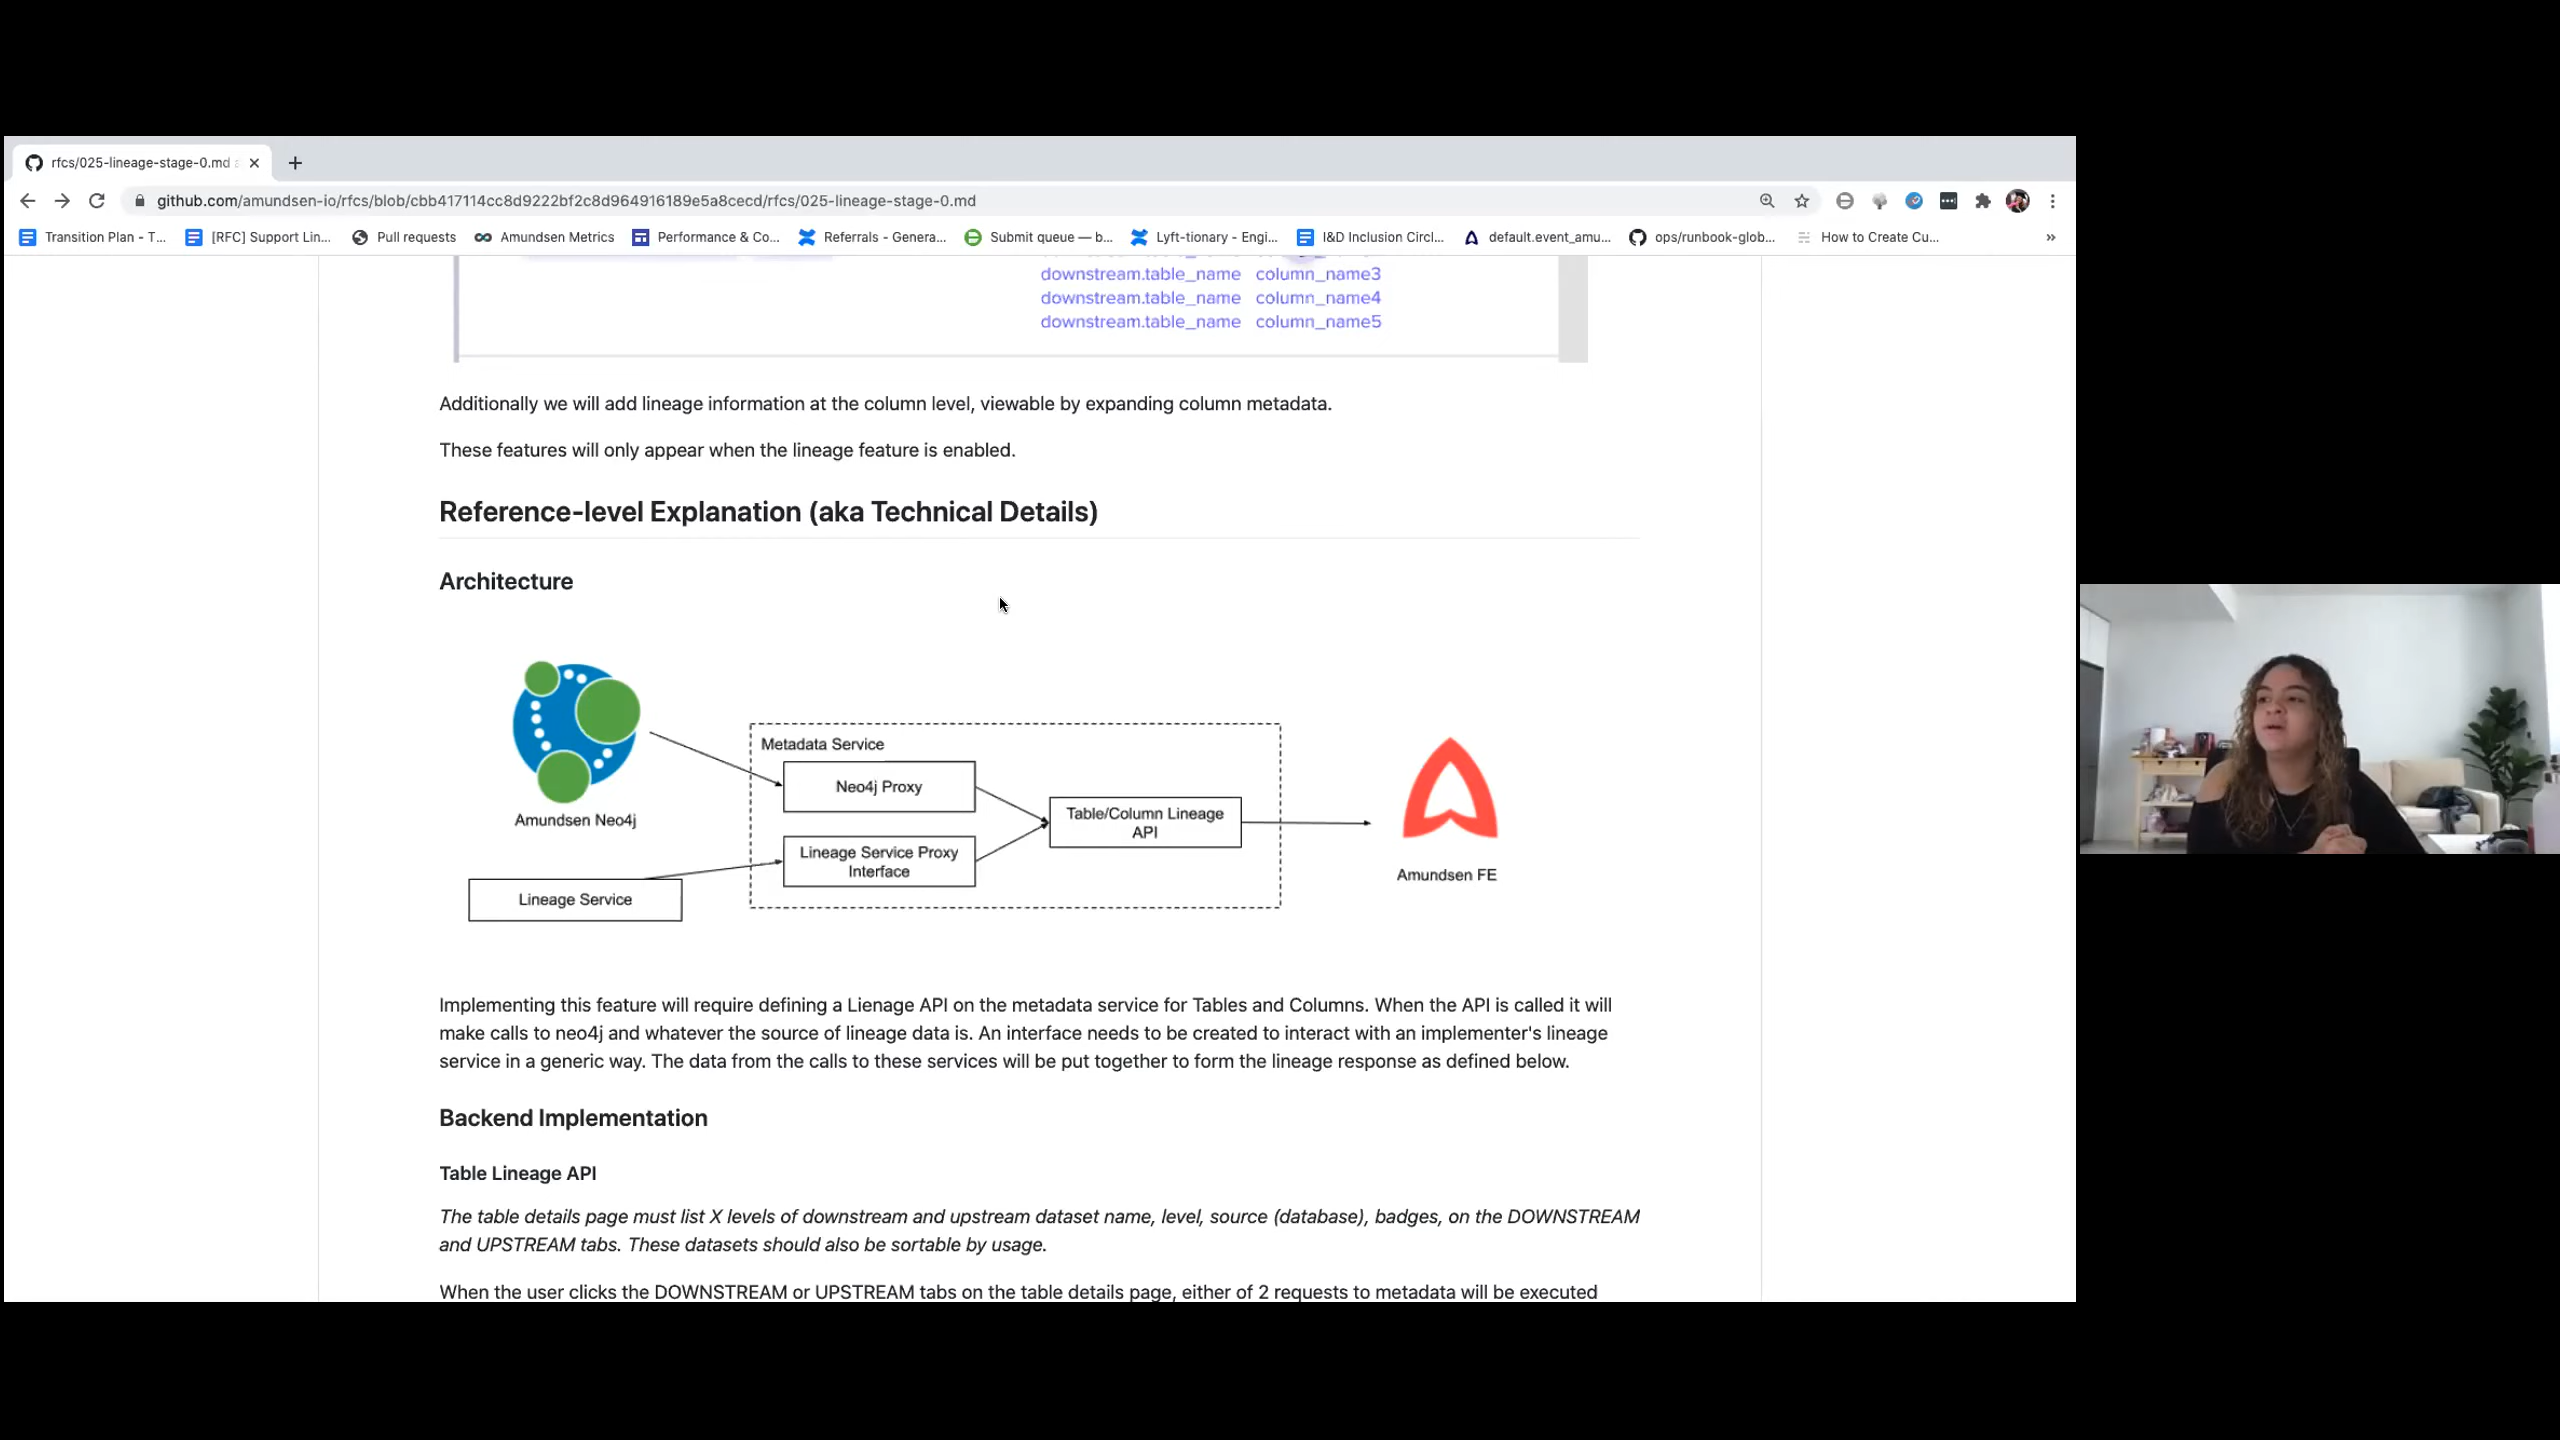 rfcs/025-lineage-stage-0.md
github.com/amundsen-io/rfcs/blob/cbb417114cc8d9222bf2c8d964916189e5a8cecd/rfcs/025-lineage-stage-0.md
Transition Plan - T... [RFC] Support Lin... Pull requests Amundsen Metrics Performance & Co... Referrals - Genera... Submit queue — b... Lyft-tionary - Engi... I&D Inclusion Circl... default.event_amu... ops/runbook-glob... How to Create Cu... »
downstream.table_name column_name3
downstream.table_name column_name4
downstream.table_name column_name5
Additionally we will add lineage information at the column level, viewable by expanding column metadata.
These features will only appear when the lineage feature is enabled.
Reference-level Explanation (aka Technical Details)
Architecture
Metadata Service
Neo4j Proxy
Amundsen Neo4j
Table/Column Lineage
API
Lineage Service Proxy
Interface
Lineage Service
Amundsen FE
Implementing this feature will require defining a Lienage API on the metadata service for Tables and Columns. When the API is called it will
make calls to neo4j and whatever the source of lineage data is. An interface needs to be created to interact with an implementer's lineage
service in a generic way. The data from the calls to these services will be put together to form the lineage response as defined below.
Backend Implementation
Table Lineage API
The table details page must list X levels of downstream and upstream dataset name, level, source (database), badges, on the DOWNSTREAM
and UPSTREAM tabs. These datasets should also be sortable by usage.
When the user clicks the DOWNSTREAM or UPSTREAM tabs on the table details page, either of 2 requests to metadata will be executed